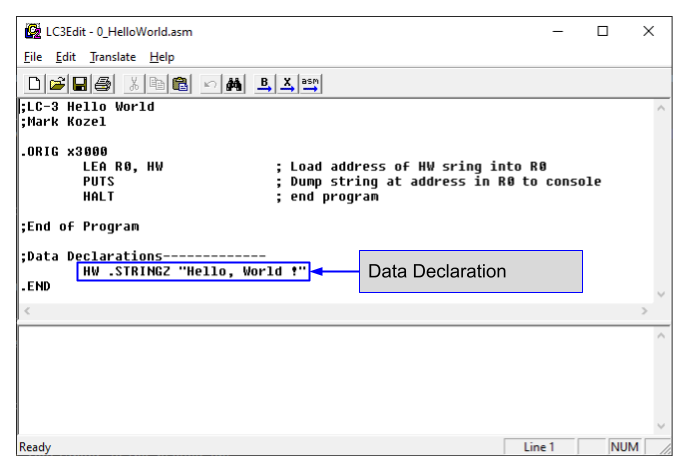 LC3Edit - 0_HelloWorld.asm
File Edit Translate Help
B X asm
;LC-3 Hello World
;Mark Kozel
.ORIG x3000
LEA R0, HW ; Load address of HW sring into R0
PUTS ; Dump string at address in R0 to console
HALT ; end program
;End of Program
;Data Declarations-------------
HW .STRINGZ "Hello, World !"
Data Declaration
.END
Ready Line 1 NUM